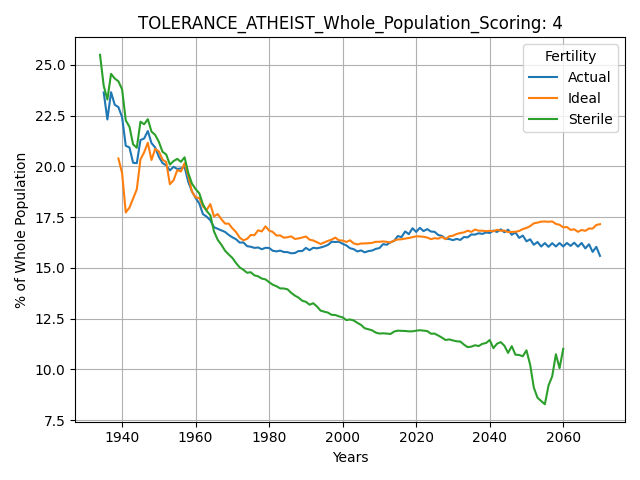 TOLERANCE_ATHEIST_Whole_Population_Scoring: 4
Fertility
Actual
Ideal
Sterile
% of Whole Population
25.0
22.5
20.0
17.5
15.0
12.5
10.0
7.5
1940 1960 1980 2000 2020 2040 2060
Years